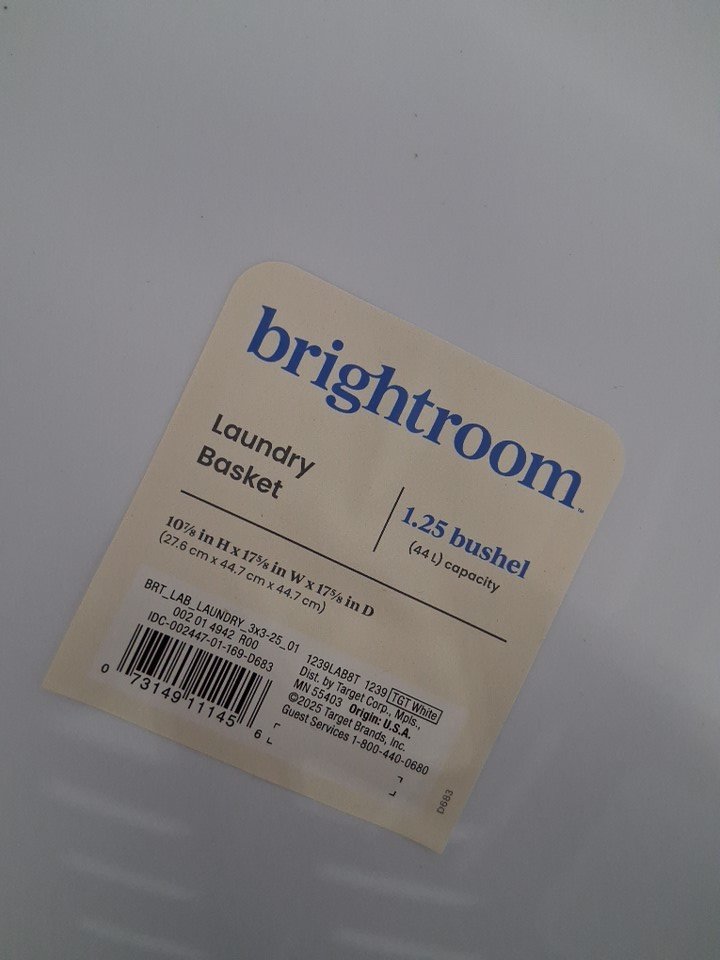 brightroom™
Laundry
Basket
1.25 bushel
(44 L) capacity
10⅞ in H x 17⅝ in W x 17⅝ in D
(27.6 cm x 44.7 cm x 44.7 cm)
BRT_LAB_LAUNDRY_3x3-25_01
002 01 4942 R00
IDC-002447-01-169-D683
0 73149 11145 6
1239LAB8T 1239 TGT White
Dist. by Target Corp., Mpls.,
MN 55403 Origin: U.S.A.
©2025 Target Brands, Inc.
Guest Services 1-800-440-0680
D683